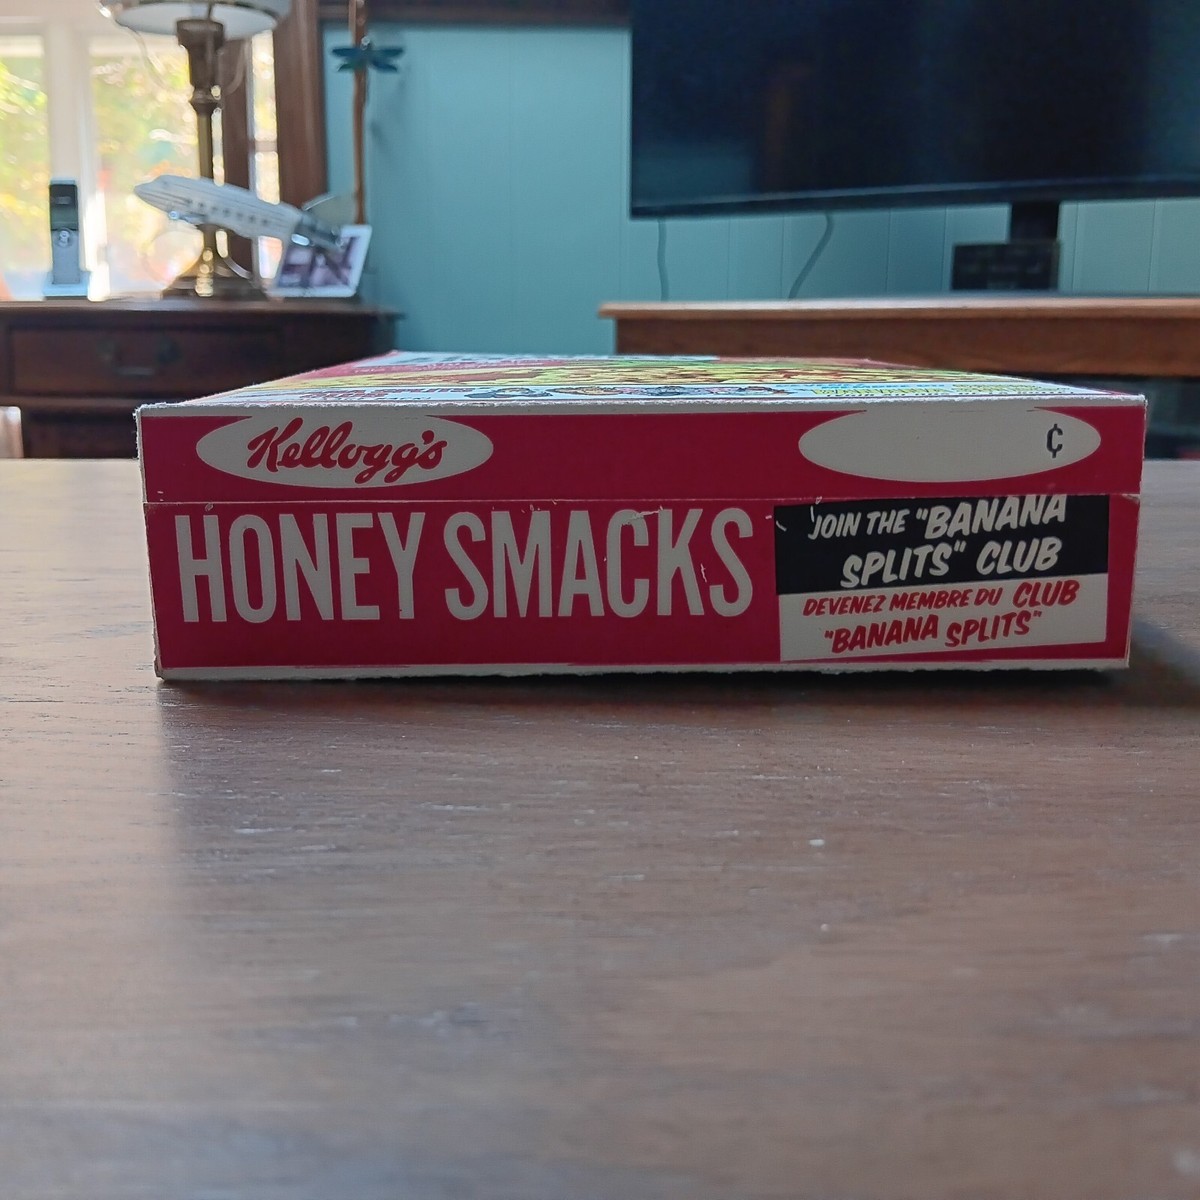 Kellogg's
¢
HONEY SMACKS
JOIN THE "BANANA
SPLITS" CLUB
DEVENEZ MEMBRE DU CLUB
"BANANA SPLITS"